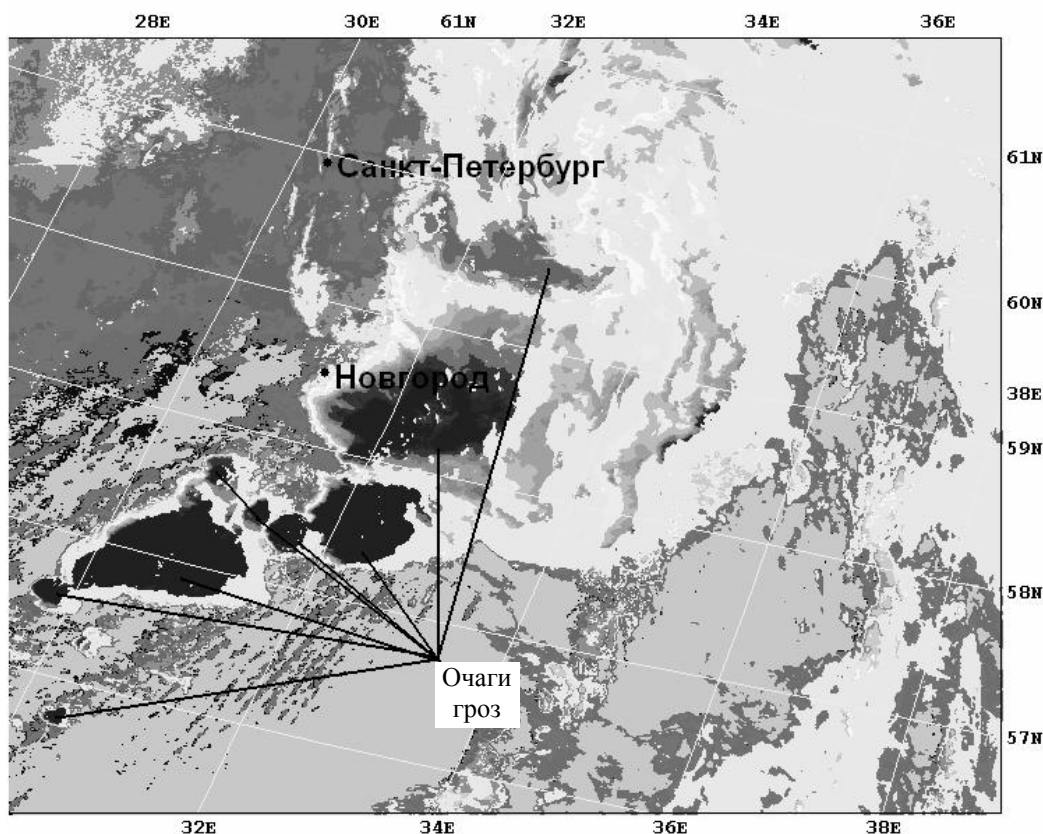 28E 30E 61N 32E 34E 36E
Санкт-Петербург
61N
60N
Новгород
38E
59N
58N
Очаги
гроз
57N
32E 34E 36E 38E